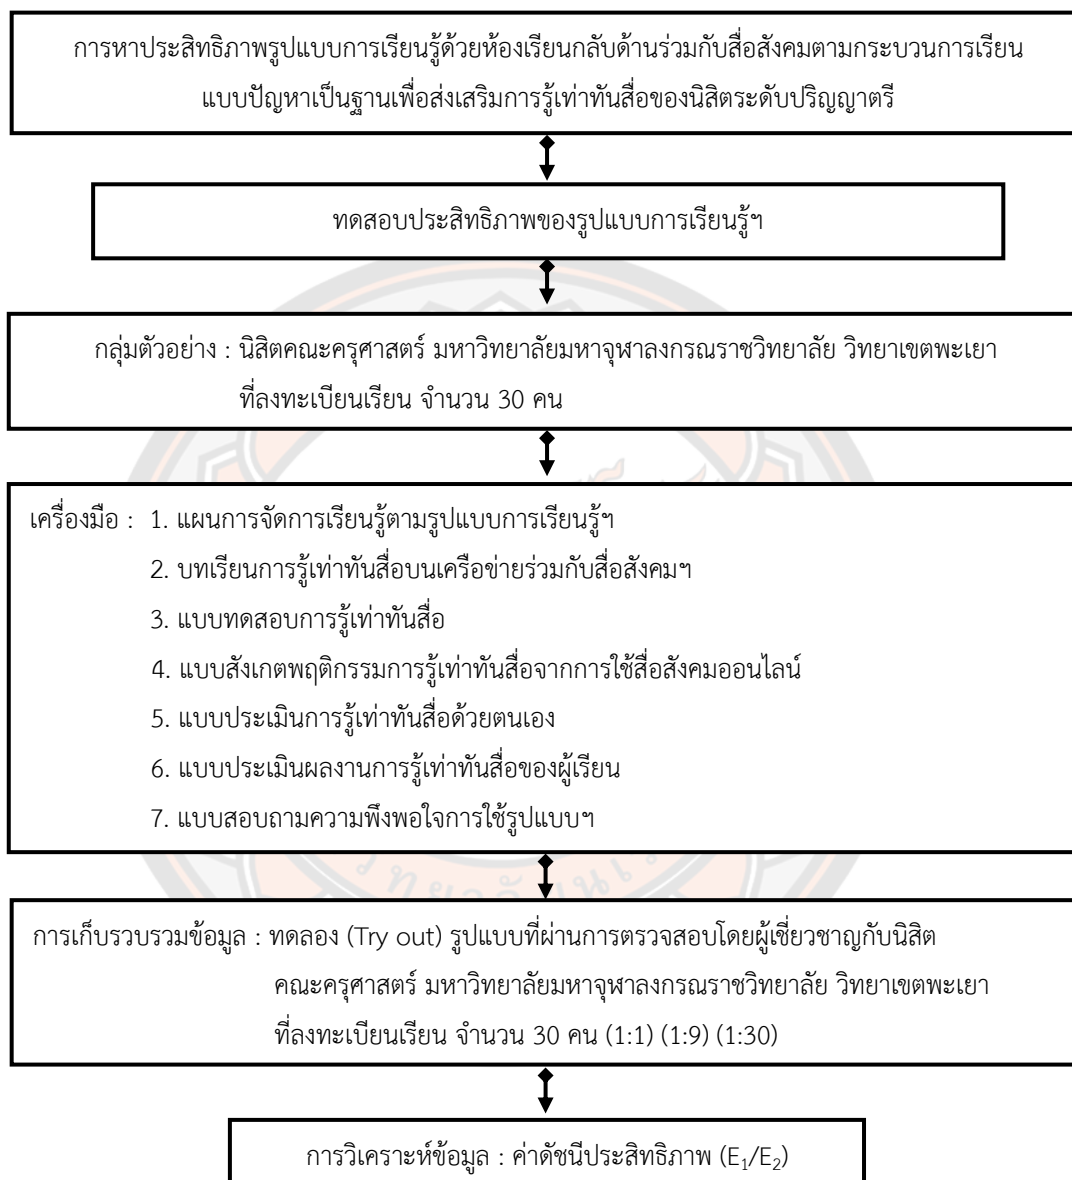 การหาประสิทธิภาพรูปแบบการเรียนรู้ด้วยห้องเรียนกลับด้านร่วมกับสื่อสังคมตามกระบวนการเรียน
แบบปัญหาเป็นฐานเพื่อส่งเสริมการรู้เท่าทันสื่อของนิสิตระดับปริญญาตรี
ทดสอบประสิทธิภาพของรูปแบบการเรียนรู้ฯ
กลุ่มตัวอย่าง : นิสิตคณะครุศาสตร์ มหาวิทยาลัยมหาจุฬาลงกรณราชวิทยาลัย วิทยาเขตพะเยา
ที่ลงทะเบียนเรียน จำนวน 30 คน
เครื่องมือ : 1. แผนการจัดการเรียนรู้ตามรูปแบบการเรียนรู้ฯ
2. บทเรียนการรู้เท่าทันสื่อบนเครือข่ายร่วมกับสื่อสังคมฯ
3. แบบทดสอบการรู้เท่าทันสื่อ
4. แบบสังเกตพฤติกรรมการรู้เท่าทันสื่อจากการใช้สื่อสังคมออนไลน์
5. แบบประเมินการรู้เท่าทันสื่อด้วยตนเอง
6. แบบประเมินผลงานการรู้เท่าทันสื่อของผู้เรียน
7. แบบสอบถามความพึงพอใจการใช้รูปแบบฯ
การเก็บรวบรวมข้อมูล : ทดลอง (Try out) รูปแบบที่ผ่านการตรวจสอบโดยผู้เชี่ยวชาญกับนิสิต
คณะครุศาสตร์ มหาวิทยาลัยมหาจุฬาลงกรณราชวิทยาลัย วิทยาเขตพะเยา
ที่ลงทะเบียนเรียน จำนวน 30 คน (1:1) (1:9) (1:30)
การวิเคราะห์ข้อมูล : ค่าดัชนีประสิทธิภาพ (E₁/E₂)